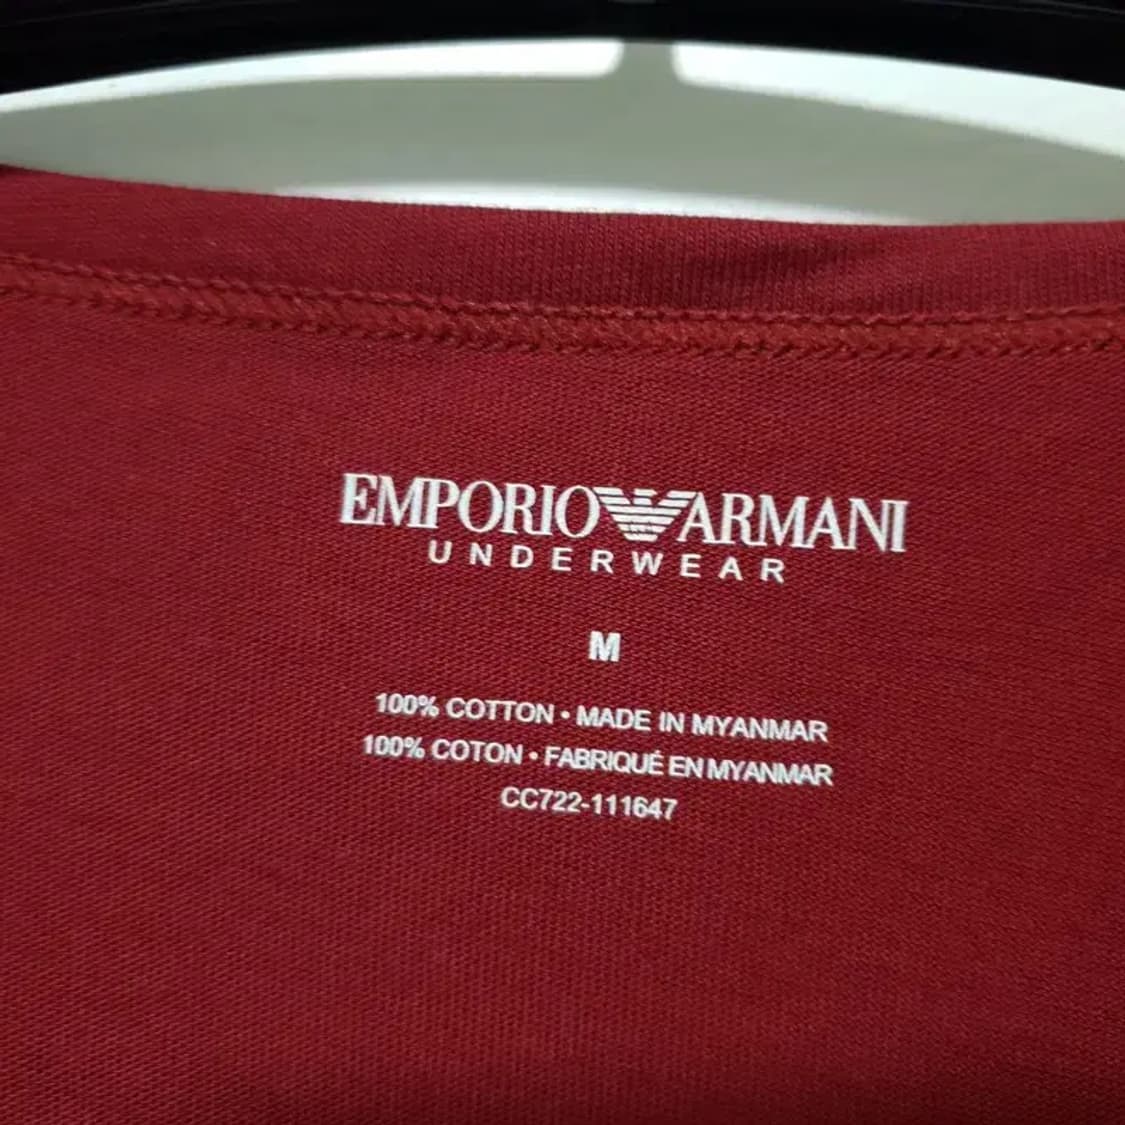 EMPORIO ARMANI
UNDERWEAR
M
100% COTTON • MADE IN MYANMAR
100% COTON • FABRIQUÉ EN MYANMAR
CC722-111647